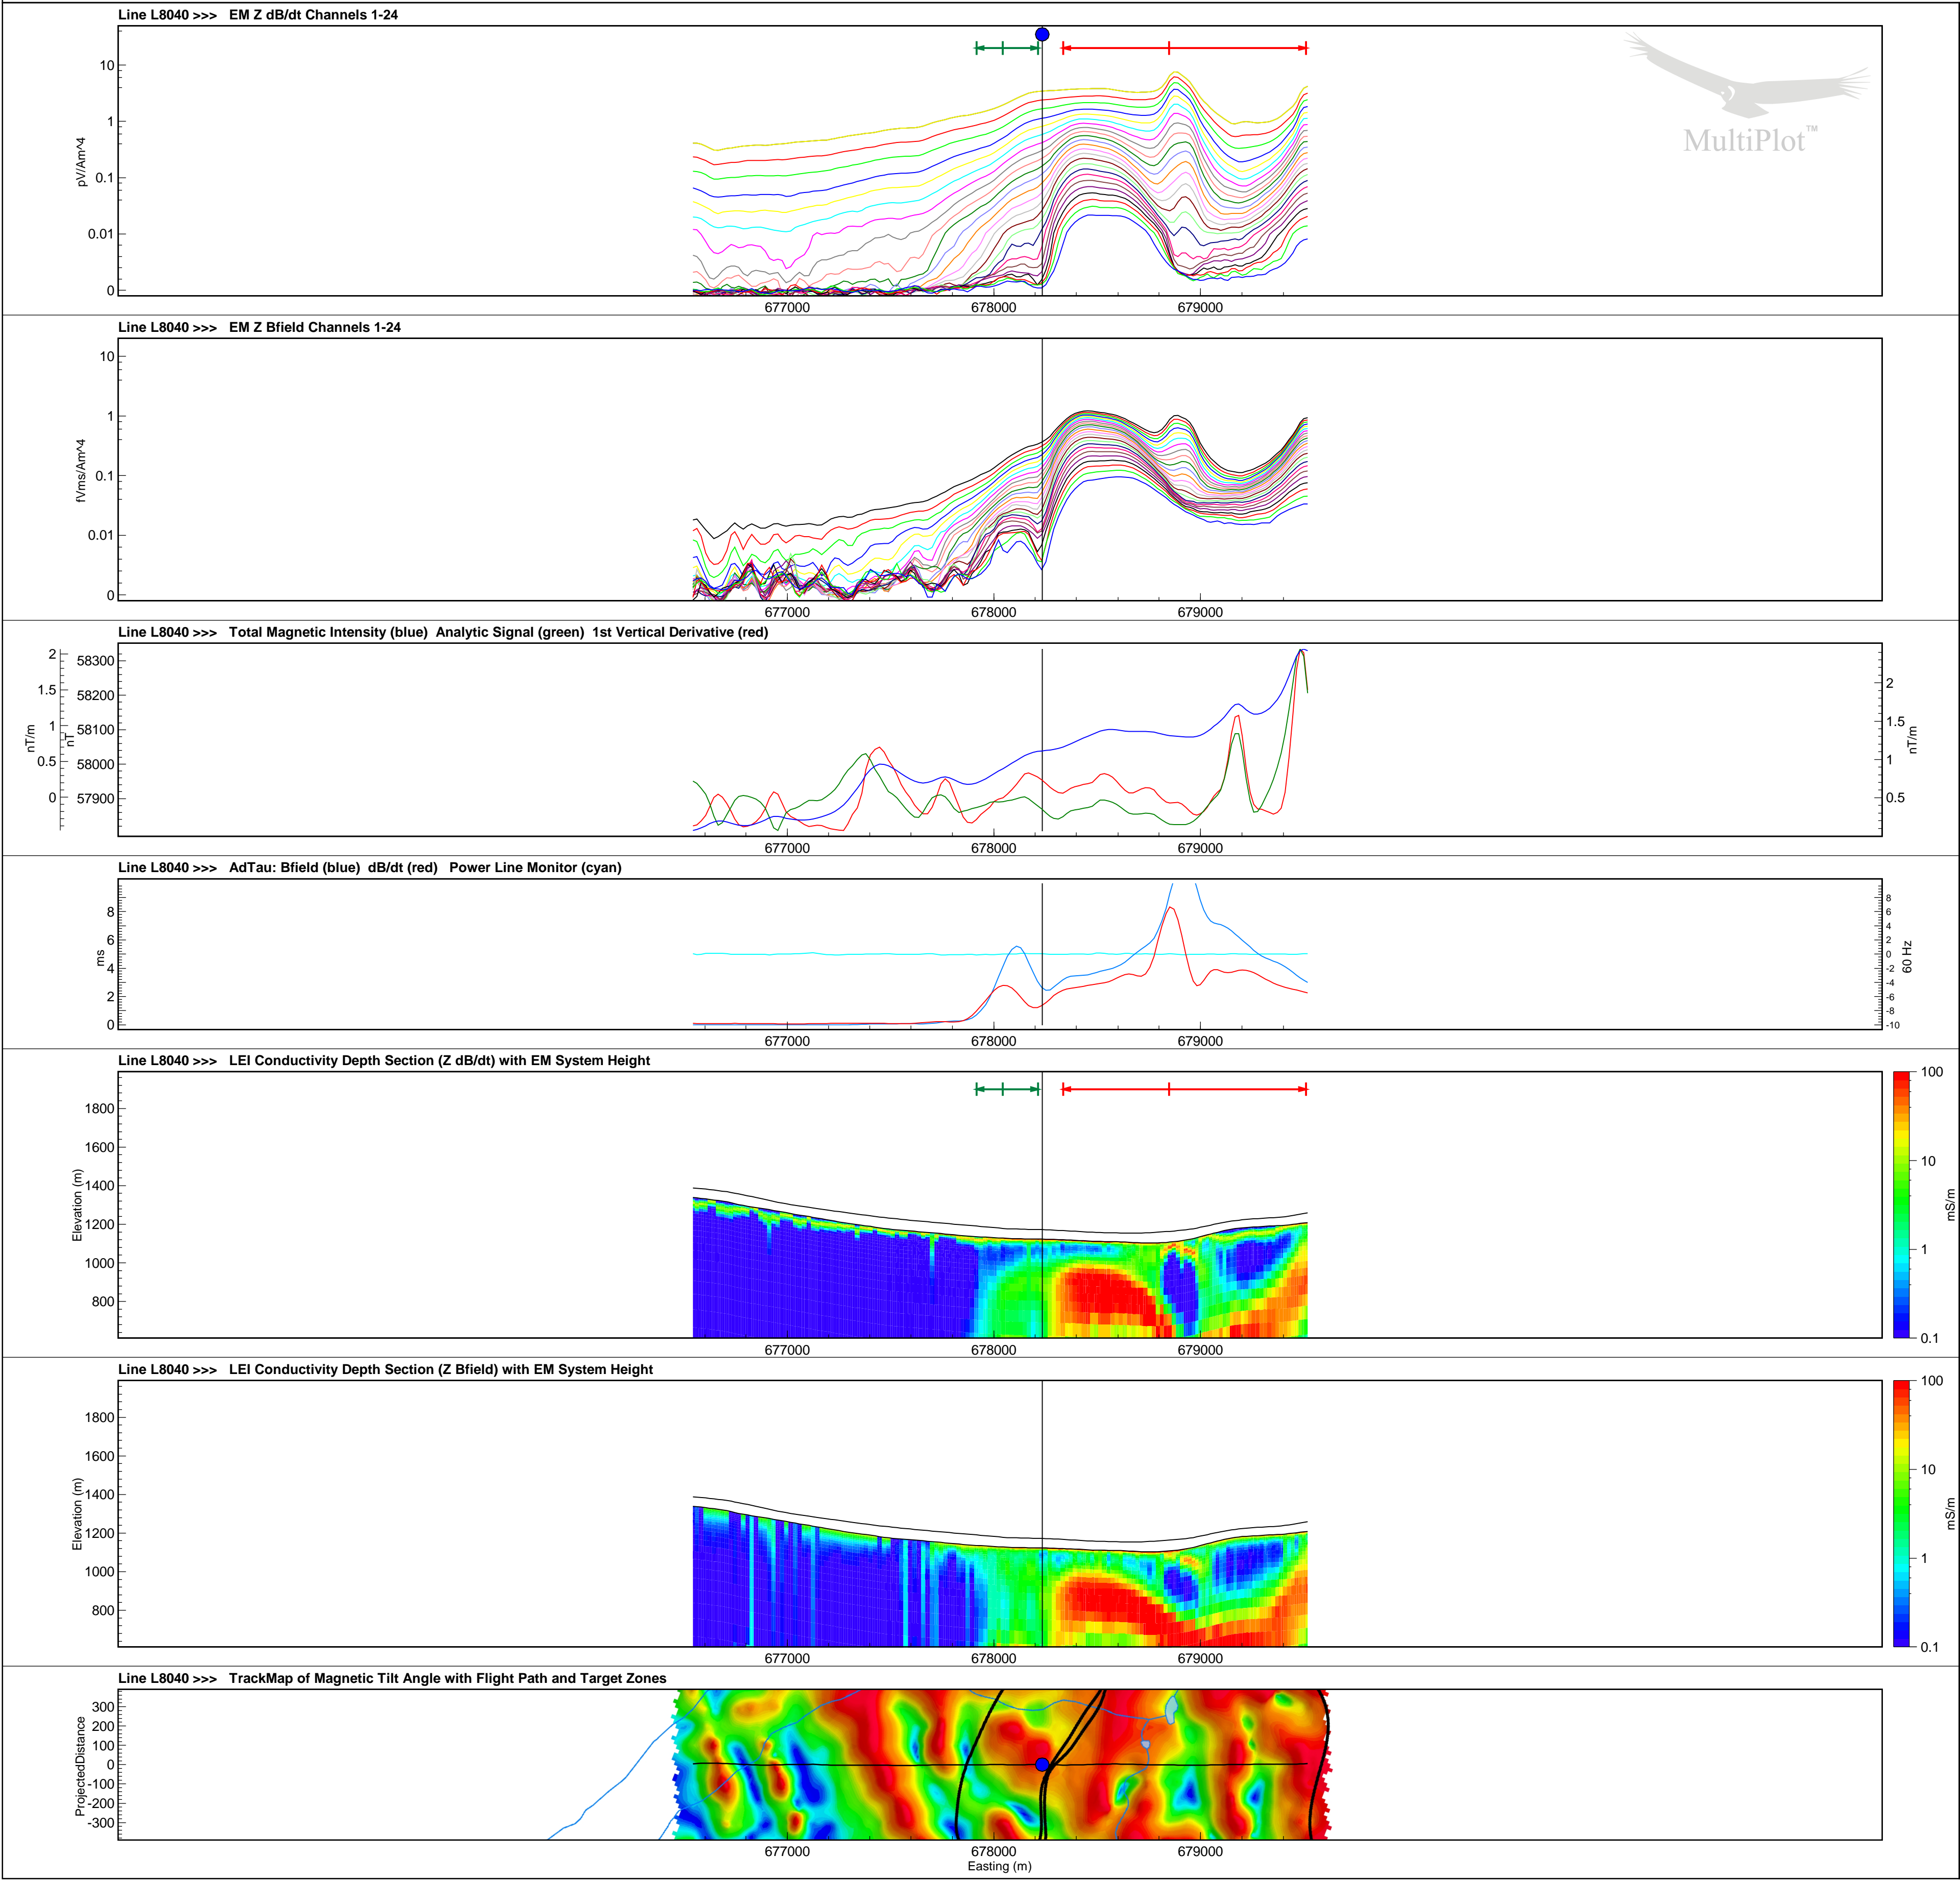 Line L8040 >>> EM Z dB/dt Channels 1-24
10
1
0.1
0.01
0
pV/Am^4
677000 678000 679000
MultiPlot™
Line L8040 >>> EM Z Bfield Channels 1-24
10
1
0.1
0.01
0
fVms/Am^4
677000 678000 679000
Line L8040 >>> Total Magnetic Intensity (blue) Analytic Signal (green) 1st Vertical Derivative (red)
2
1.5
1
0.5
0
nT/m
58300
58200
58100
58000
57900
nT
2
1.5
1
0.5
nT/m
677000 678000 679000
Line L8040 >>> AdTau: Bfield (blue) dB/dt (red) Power Line Monitor (cyan)
8
6
4
2
0
ms
8
6
4
2
0
-2
-4
-6
-8
-10
60 Hz
677000 678000 679000
Line L8040 >>> LEI Conductivity Depth Section (Z dB/dt) with EM System Height
1800
1600
1400
1200
1000
800
Elevation (m)
100
10
1
0.1
mS/m
677000 678000 679000
Line L8040 >>> LEI Conductivity Depth Section (Z Bfield) with EM System Height
1800
1600
1400
1200
1000
800
Elevation (m)
100
10
1
0.1
mS/m
677000 678000 679000
Line L8040 >>> TrackMap of Magnetic Tilt Angle with Flight Path and Target Zones
300
200
100
0
-100
-200
-300
ProjectedDistance
677000 678000 679000
Easting (m)